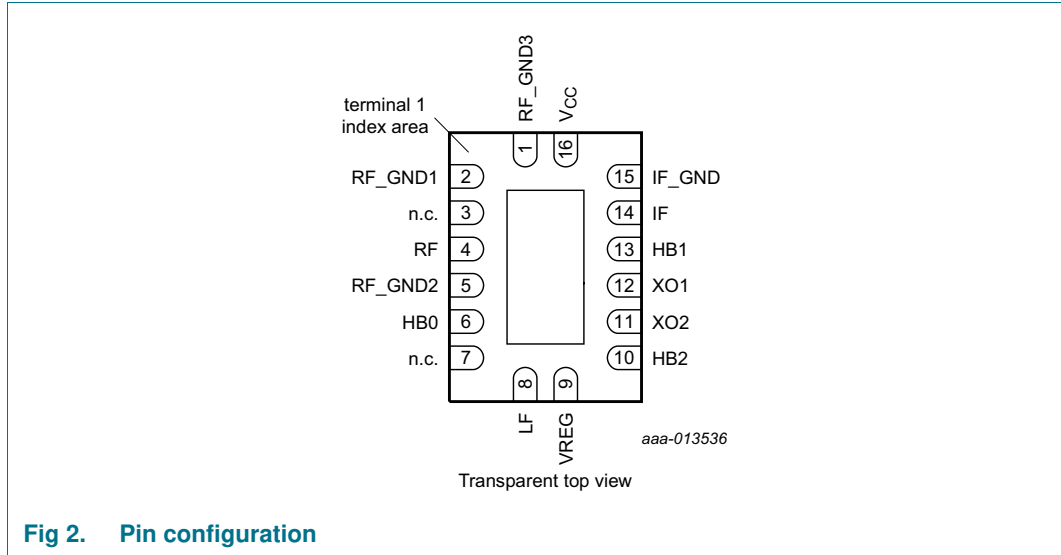 RF_GND3
VCC
terminal 1
index area
1
16
RF_GND1 2
15 IF_GND
n.c. 3
14 IF
RF 4
13 HB1
RF_GND2 5
12 XO1
HB0 6
11 XO2
n.c. 7
10 HB2
8
9
LF
VREG
aaa-013536
Transparent top view
Fig 2. Pin configuration